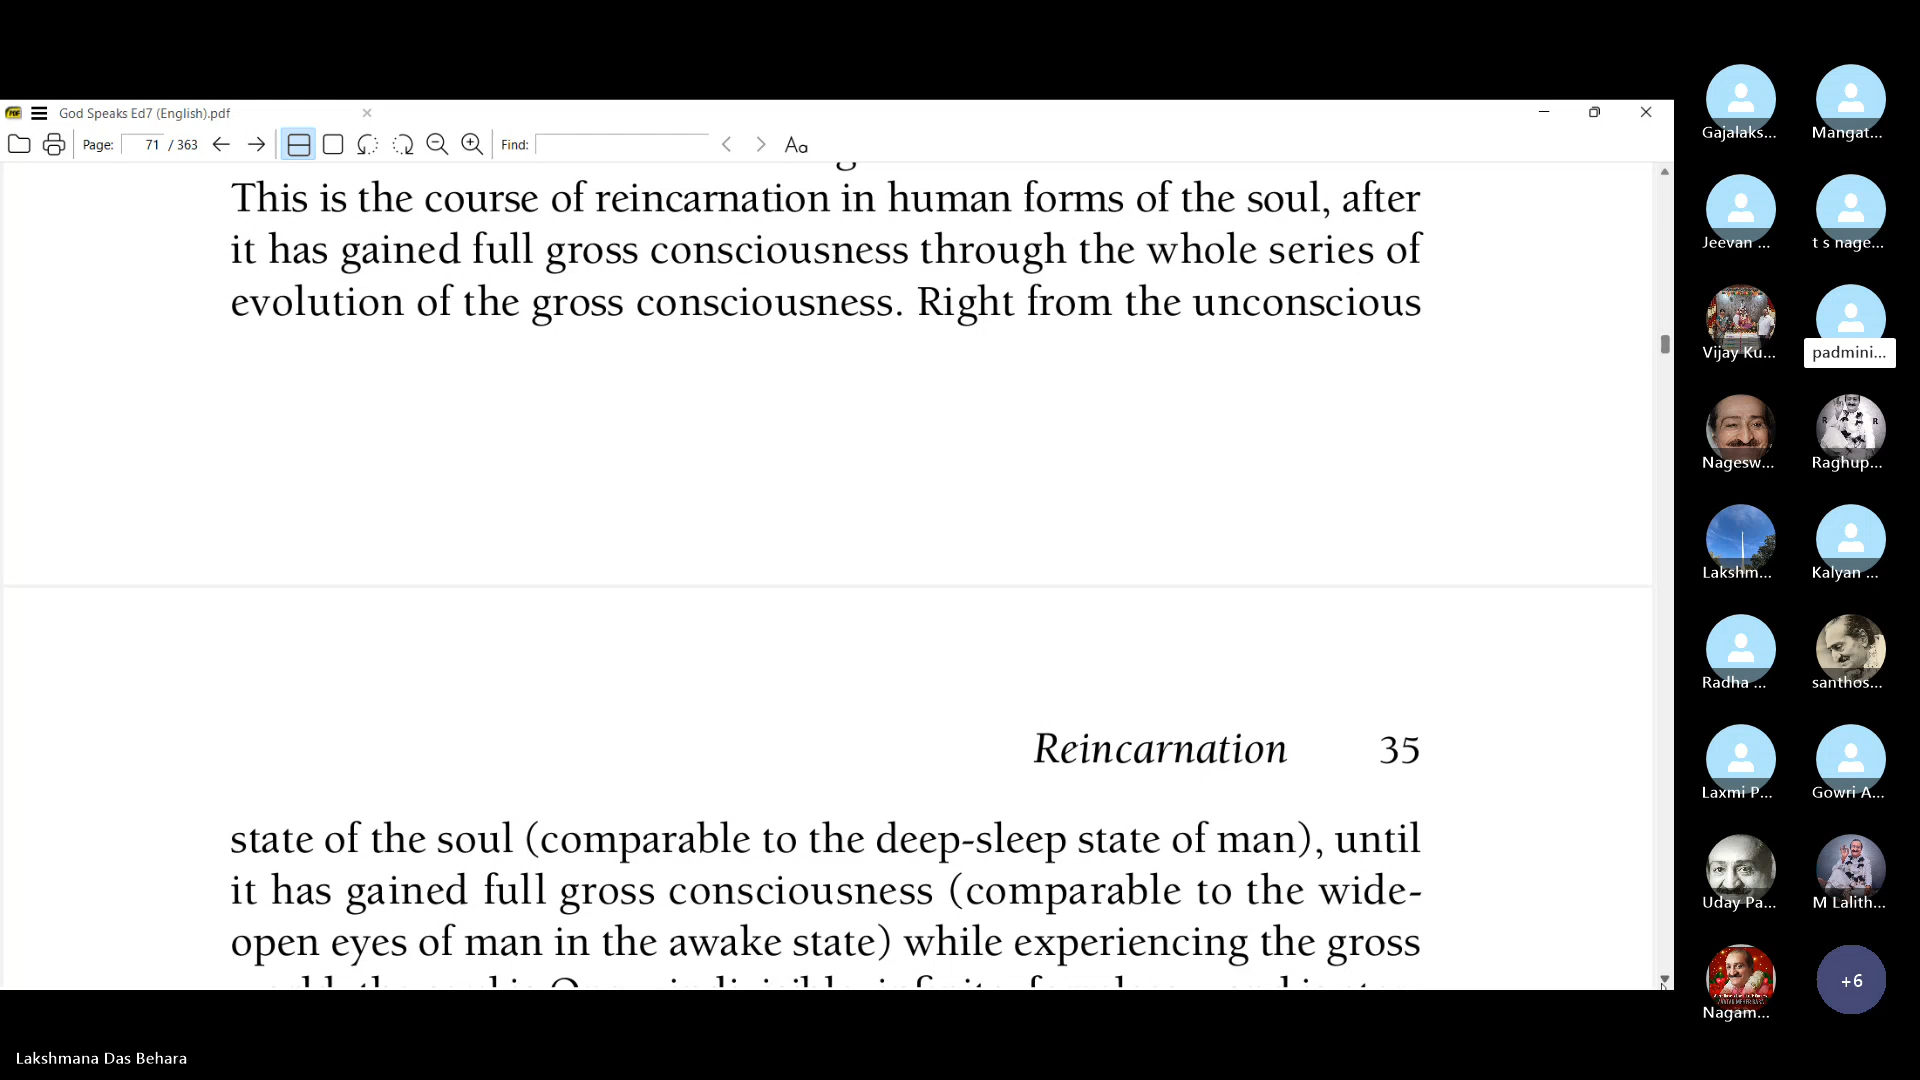 God Speaks Ed7 (English).pdf
Page: 71 / 363
Find:
Aa
This is the course of reincarnation in human forms of the soul, after
it has gained full gross consciousness through the whole series of
evolution of the gross consciousness. Right from the unconscious
Reincarnation 35
state of the soul (comparable to the deep-sleep state of man), until
it has gained full gross consciousness (comparable to the wide-
open eyes of man in the awake state) while experiencing the gross
Gajalaks...
Mangat...
Jeevan ...
t s nage...
Vijay Ku...
padmini...
Nagesw...
Raghup...
Lakshm...
Kalyan ...
Radha ...
santhos...
Laxmi P...
Gowri A...
Uday Pa...
M Lalith...
Nagam...
+6
Lakshmana Das Behara